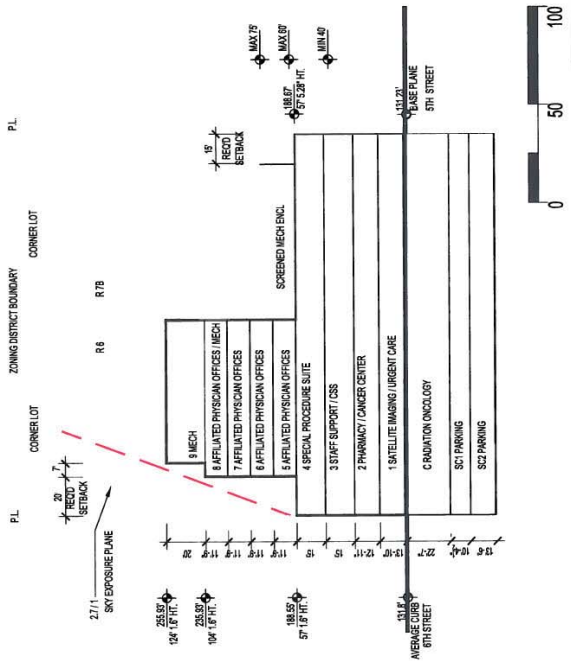 P.L.
ZONING DISTRICT BOUNDARY
P.L.
CORNER LOT
CORNER LOT
R 6
R 7B
20
REQ'D
SETBACK
7'
15'
REQ'D
SETBACK
2.7 / 1
SKY EXPOSURE PLANE
MAX 75'
MAX 60'
MIN 40'
255.93'
124' 1.6" HT.
235.93'
104' 1.6" HT.
188.55'
57' 1.6" HT.
131.8'
AVERAGE CURB
6TH STREET
188.67'
57' 5.28" HT.
131.23'
BASE PLANE
5TH STREET
20'
11'-9"
11'-9"
11'-9"
11'-9"
15'
15'
12'-11"
13'-10"
22'-7"
10'-4"
13'-6"
9 MECH
8 AFFILIATED PHYSICIAN OFFICES / MECH
7 AFFILIATED PHYSICIAN OFFICES
6 AFFILIATED PHYSICIAN OFFICES
5 AFFILIATED PHYSICIAN OFFICES
SCREENED MECH ENCL
4 SPECIAL PROCEDURE SUITE
3 STAFF SUPPORT / CSS
2 PHARMACY / CANCER CENTER
1 SATELLITE IMAGING / URGENT CARE
C RADIATION ONCOLOGY
SC1 PARKING
SC2 PARKING
0
50
100